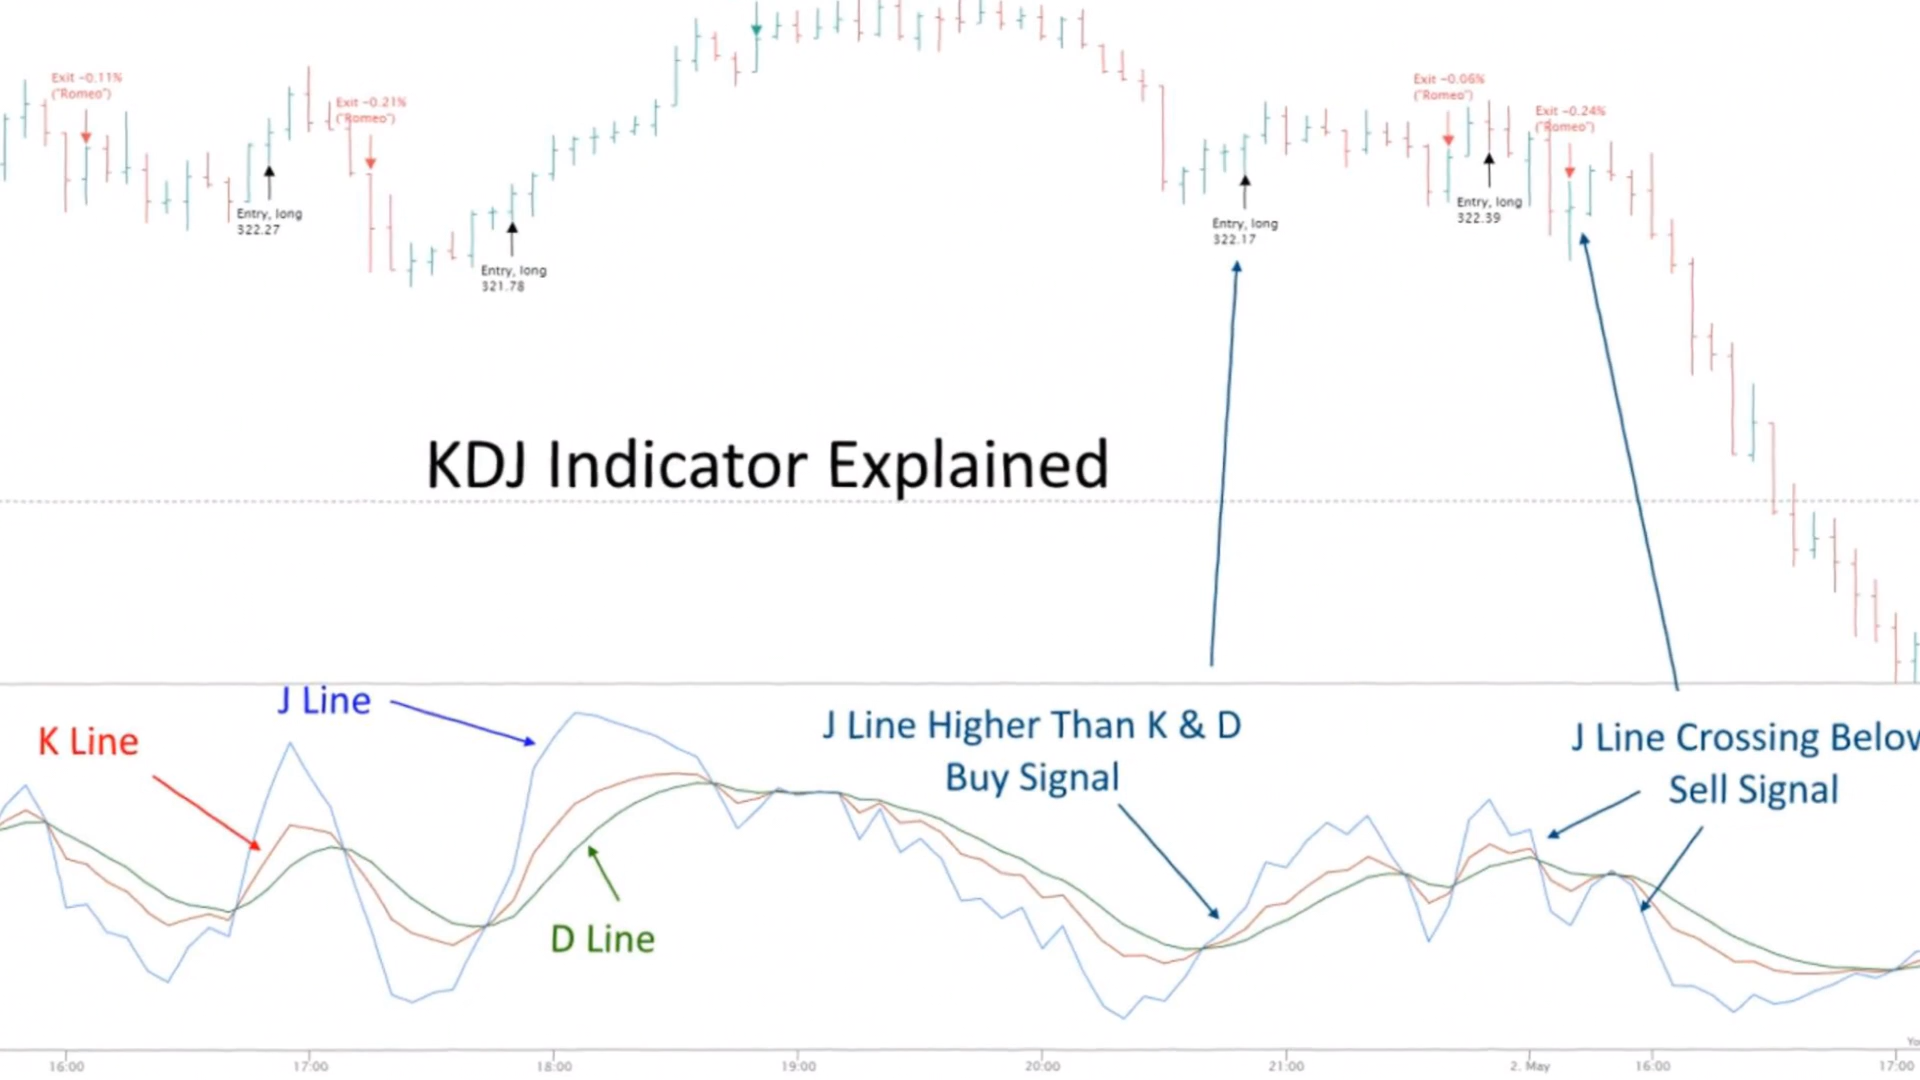 Exit -0.11%
("Romeo")
Exit -0.21%
("Romeo")
Exit -0.06%
("Romeo")
Exit -0.24%
("Romeo")
Entry, long
322.27
Entry, long
321.78
Entry, long
322.17
Entry, long
322.39
KDJ Indicator Explained
J Line
K Line
D Line
J Line Higher Than K & D
Buy Signal
J Line Crossing Below
Sell Signal
16:00
17:00
18:00
19:00
20:00
21:00
2. May
16:00
17:00